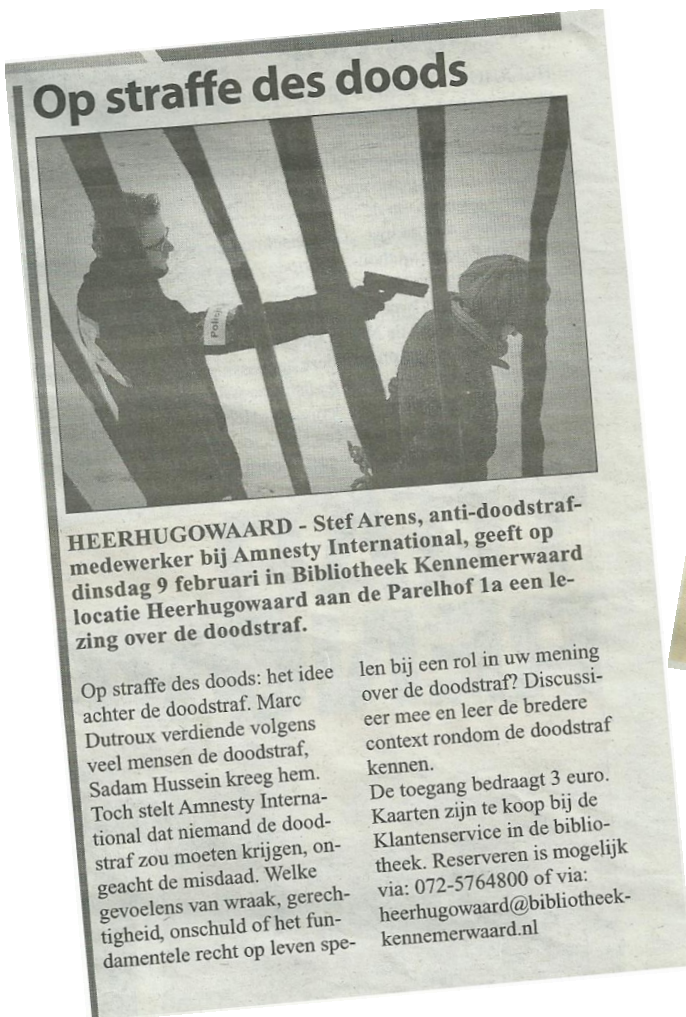 Op straffe des doods
Polisp
HEERHUGOWAARD - Stef Arens, anti-doodstraf-
medewerker bij Amnesty International, geeft op
dinsdag 9 februari in Bibliotheek Kennemerwaard
locatie Heerhugowaard aan de Parelhof 1a een le-
zing over de doodstraf.
Op straffe des doods: het idee
achter de doodstraf. Marc
Dutroux verdiende volgens
veel mensen de doodstraf,
Sadam Hussein kreeg hem.
Toch stelt Amnesty Interna-
tional dat niemand de dood-
straf zou moeten krijgen, on-
geacht de misdaad. Welke
gevoelens van wraak, gerech-
tigheid, onschuld of het fun-
damentele recht op leven spe-
len bij een rol in uw mening
over de doodstraf? Discussi-
eer mee en leer de bredere
context rondom de doodstraf
kennen.
De toegang bedraagt 3 euro.
Kaarten zijn te koop bij de
Klantenservice in de biblio-
theek. Reserveren is mogelijk
via: 072-5764800 of via:
heerhugowaard@bibliotheek-
kennemerwaard.nl